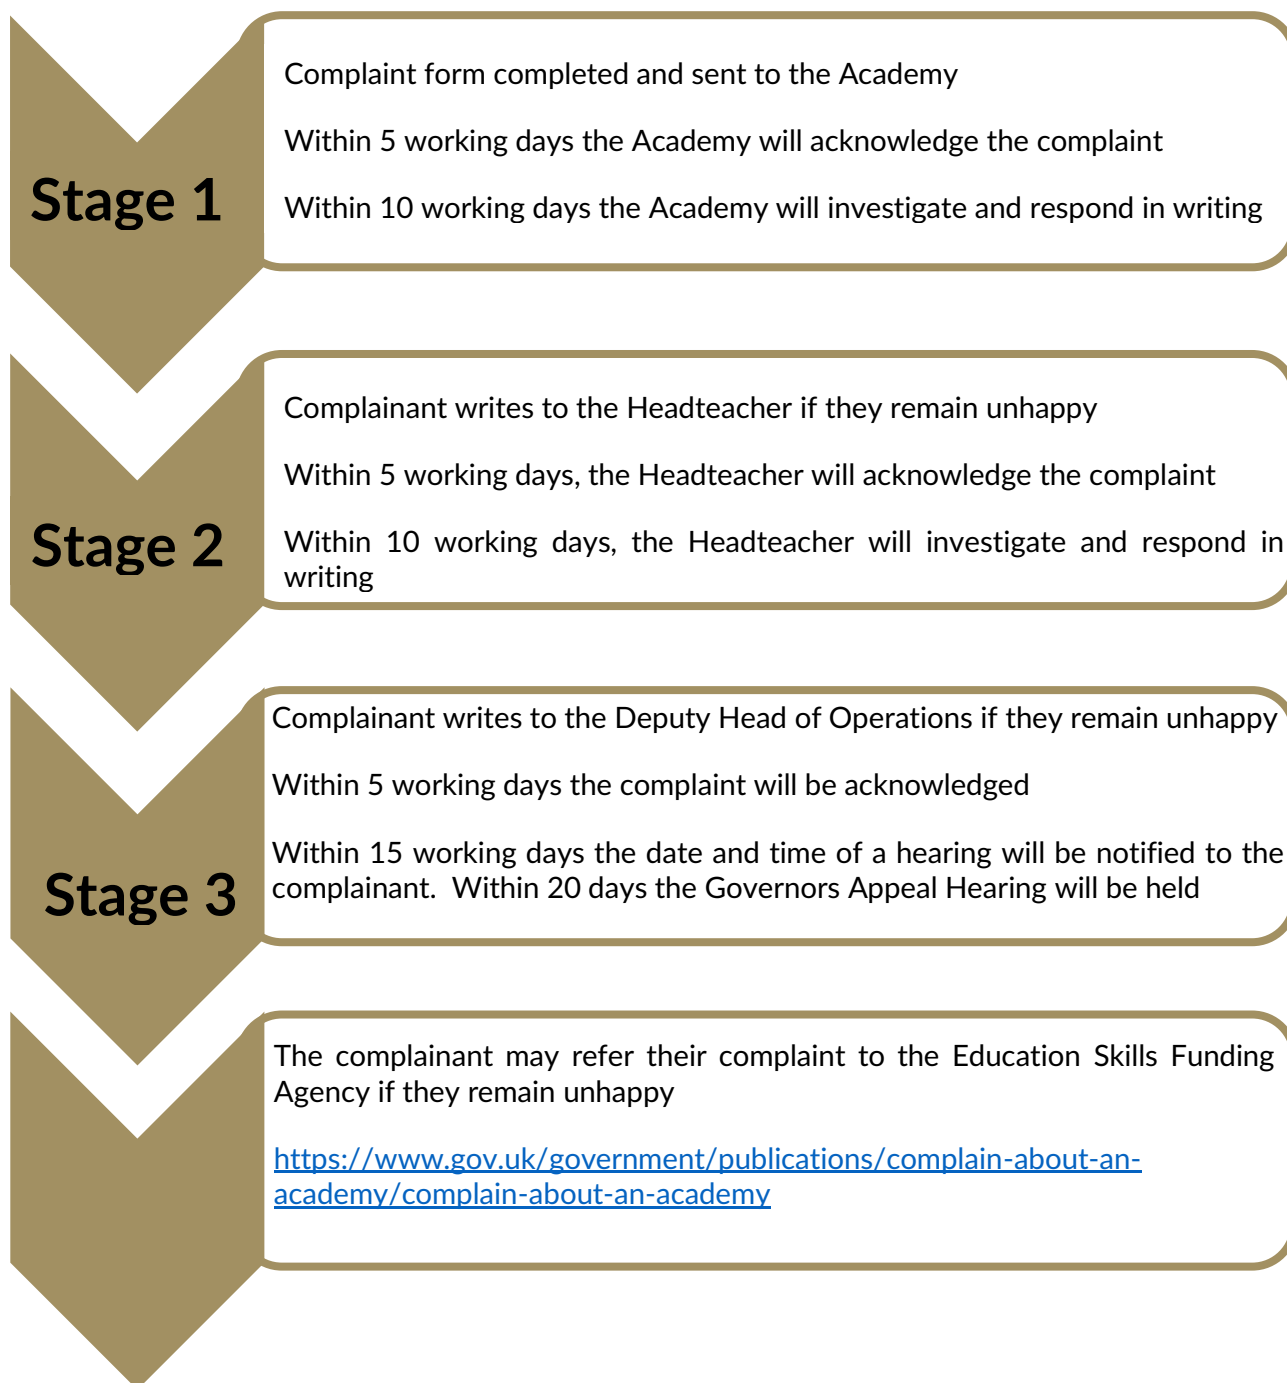 Stage 1
Complaint form completed and sent to the Academy
Within 5 working days the Academy will acknowledge the complaint
Within 10 working days the Academy will investigate and respond in writing
Stage 2
Complainant writes to the Headteacher if they remain unhappy
Within 5 working days, the Headteacher will acknowledge the complaint
Within 10 working days, the Headteacher will investigate and respond in
writing
Stage 3
Complainant writes to the Deputy Head of Operations if they remain unhappy
Within 5 working days the complaint will be acknowledged
Within 15 working days the date and time of a hearing will be notified to the
complainant.  Within 20 days the Governors Appeal Hearing will be held
The complainant may refer their complaint to the Education Skills Funding
Agency if they remain unhappy
https://www.gov.uk/government/publications/complain-about-an-
academy/complain-about-an-academy